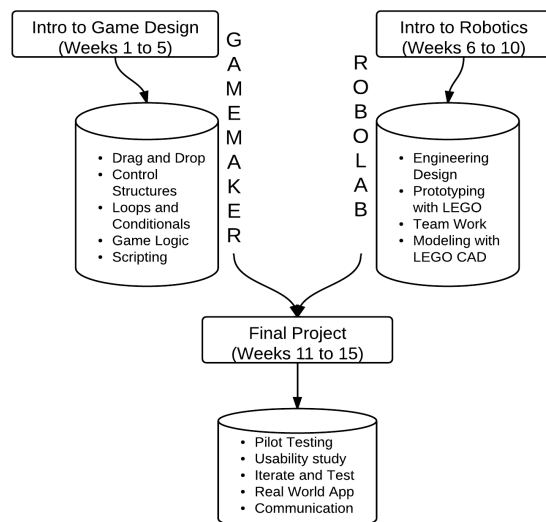 Intro to Game Design
(Weeks 1 to 5)
• Drag and Drop
• Control
Structures
• Loops and
Conditionals
• Game Logic
• Scripting
GAMEMAKER
ROBOLAB
Intro to Robotics
(Weeks 6 to 10)
• Engineering
Design
• Prototyping
with LEGO
• Team Work
• Modeling with
LEGO CAD
Final Project
(Weeks 11 to 15)
• Pilot Testing
• Usability study
• Iterate and Test
• Real World App
• Communication